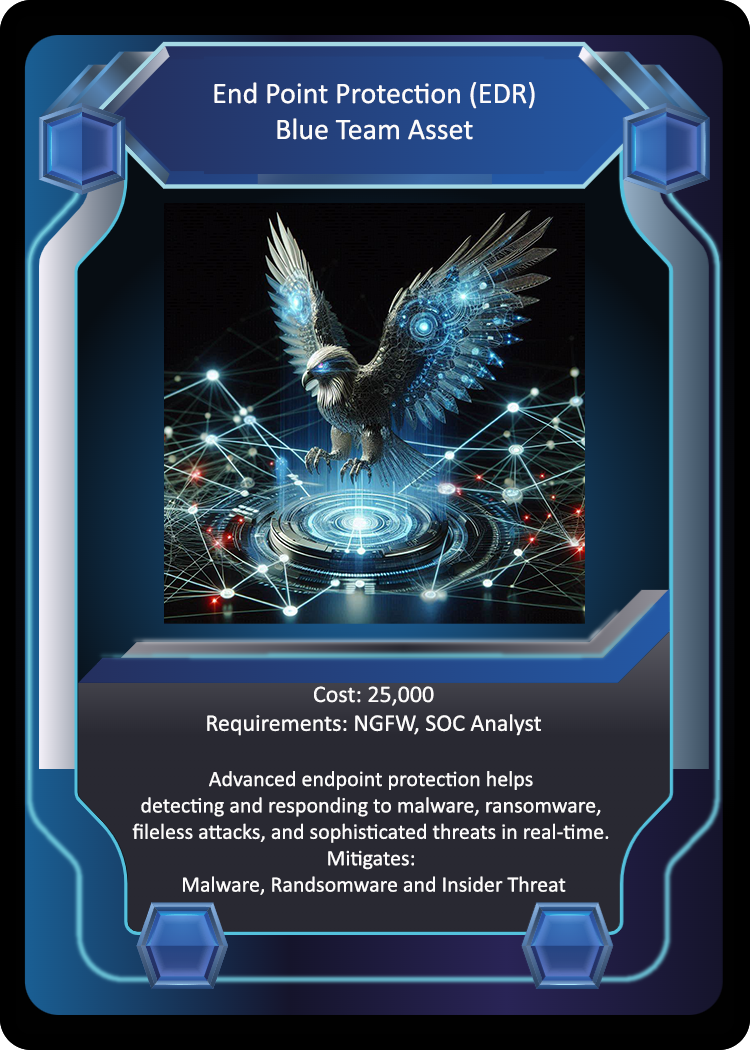 End Point Protection (EDR)
Blue Team Asset
Cost: 25,000
Requirements: NGFW, SOC Analyst
Advanced endpoint protection helps
detecting and responding to malware, ransomware,
fileless attacks, and sophisticated threats in real-time.
Mitigates:
Malware, Randsomware and Insider Threat